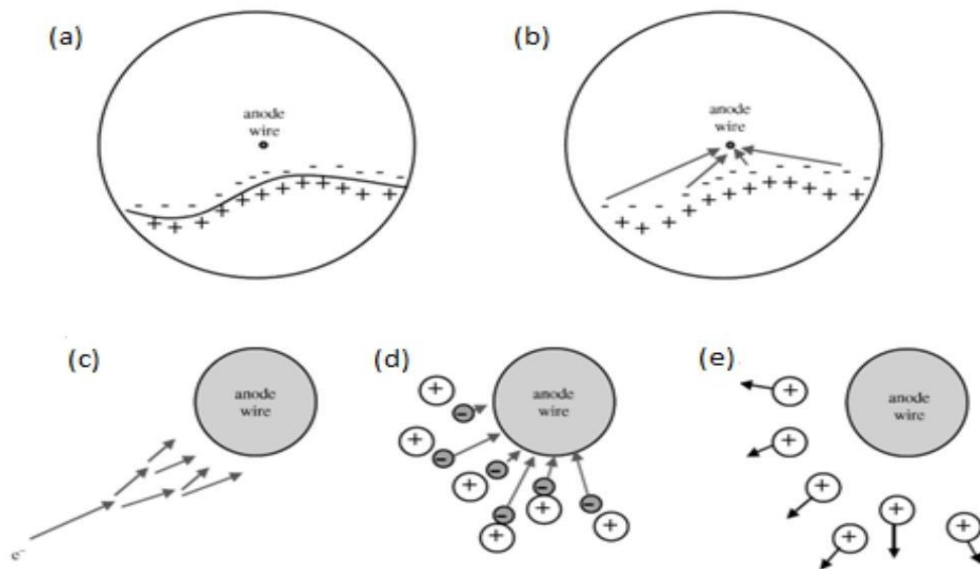 (a)
anode
wire
- - - - - - - - - - - -
+ + + + + + + + + + + +
(b)
anode
wire
- - - - - - - - - - - -
+ + + + + + + + + + + +
(c)
anode
wire
e⁻
(d)
anode
wire
+ - + - + - + - + - + -
(e)
anode
wire
+ + + + + +